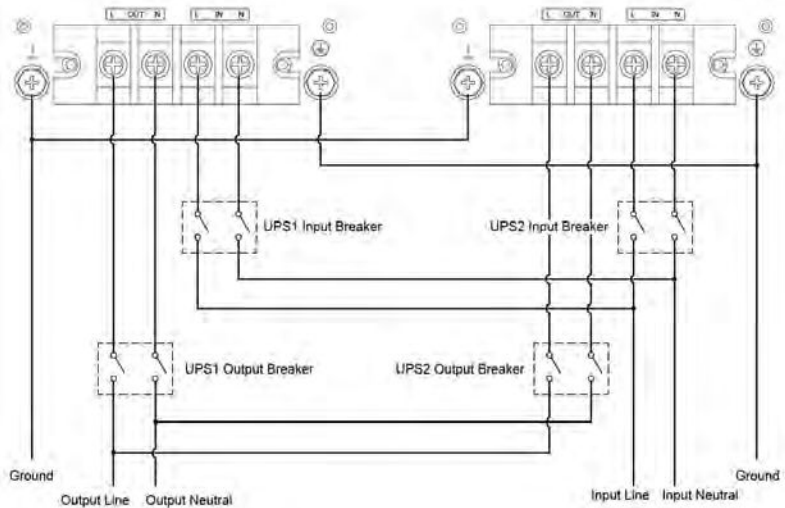 L OUT N
L IN N
L OUT N
L IN N
UPS1 Input Breaker
UPS2 Input Breaker
UPS1 Output Breaker
UPS2 Output Breaker
Ground
Output Line
Output Neutral
Input Line
Input Neutral
Ground